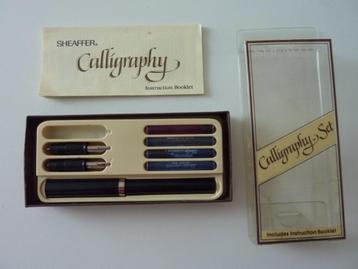 SHEAFFER®
Calligraphy
Instruction Booklet
Calligraphy Set
Includes Instruction Booklet